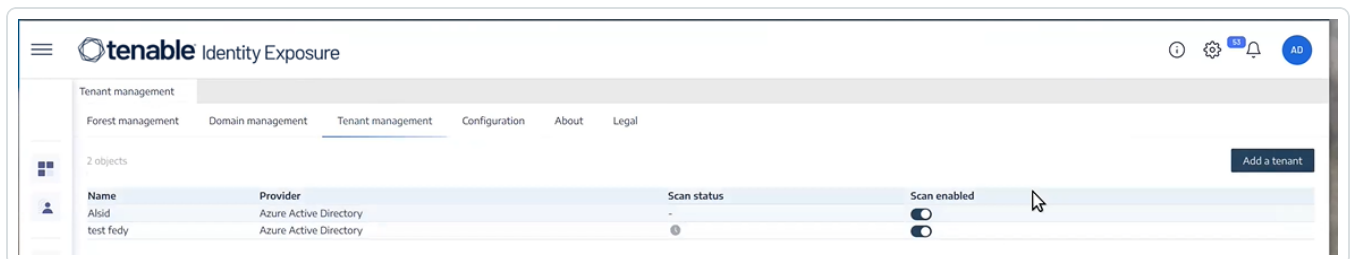 tenable Identity Exposure
53
AD
Tenant management
Forest management Domain management Tenant management Configuration About Legal
2 objects
Add a tenant
Name Provider Scan status Scan enabled
Alsid Azure Active Directory -
test fedy Azure Active Directory